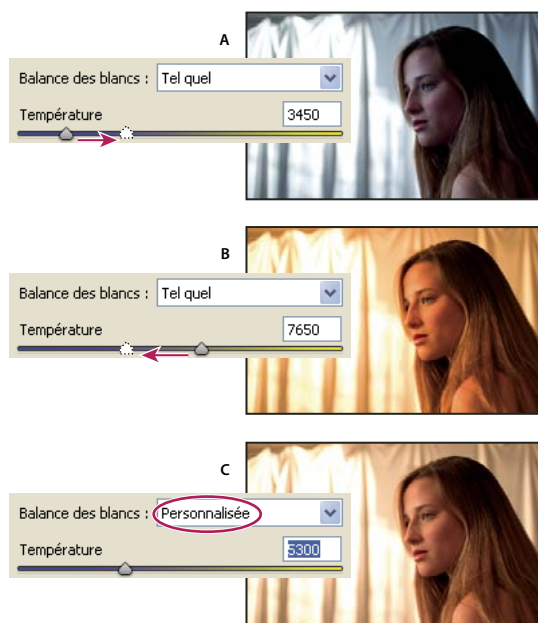 A
Balance des blancs : Tel quel
Température 3450
B
Balance des blancs : Tel quel
Température 7650
C
Balance des blancs : Personnalisée
Température 5300